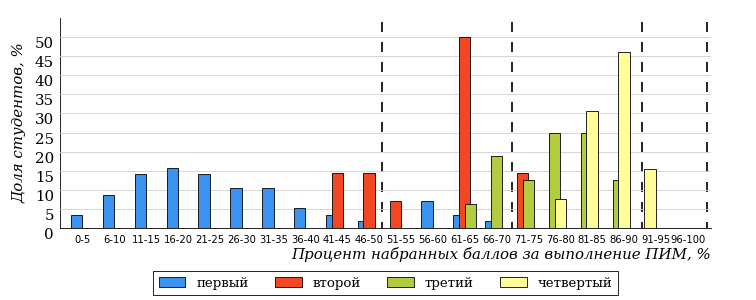 Доля студентов, %
50
45
40
35
30
25
20
15
10
5
0
0-5 6-10 11-15 16-20 21-25 26-30 31-35 36-40 41-45 46-50 51-55 56-60 61-65 66-70 71-75 76-80 81-85 86-90 91-95 96-100
Процент набранных баллов за выполнение ПИМ, %
первый второй третий четвертый